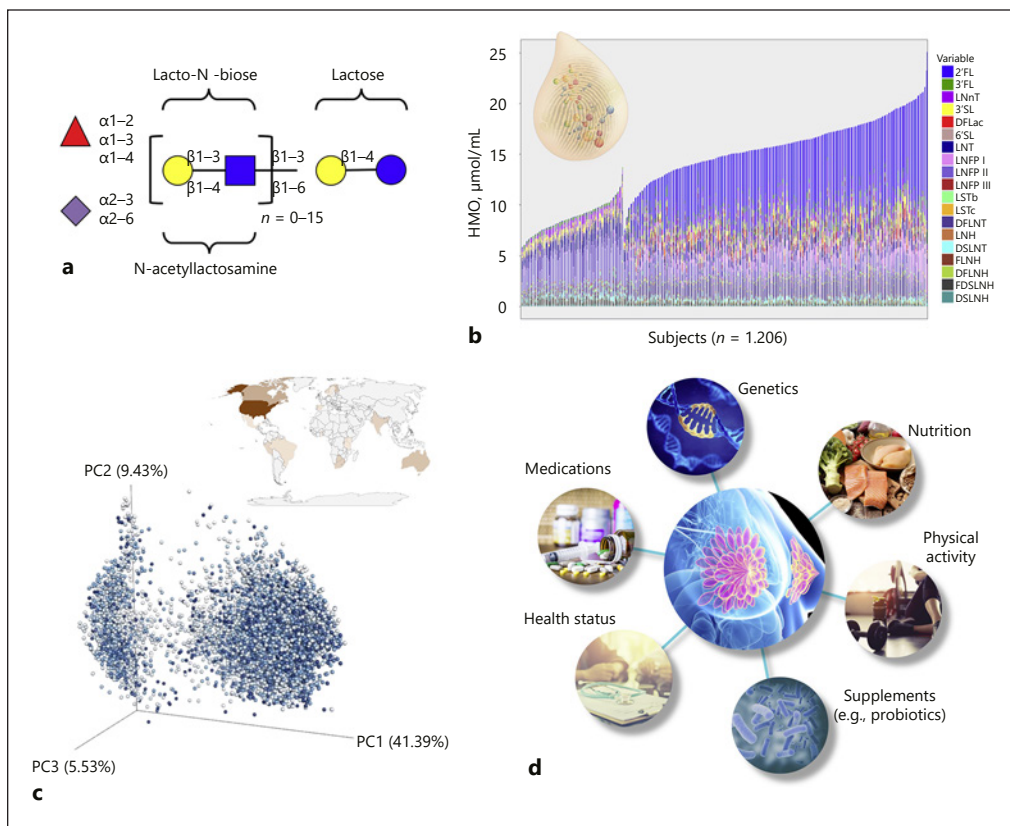 Lacto-N -biose
Lactose
α1–2
α1–3
α1–4
β1–3
β1–3
β1–4
β1–4
β1–6
α2–3
α2–6
n = 0–15
N-acetyllactosamine
a
25
20
15
10
5
0
HMO, μmol/mL
Variable
2'FL
3'FL
LNnT
3'SL
DFLac
6'SL
LNT
LNFP I
LNFP II
LNFP III
LSTb
LSTc
DFLNT
LNH
DSLNT
FLNH
DFLNH
FDSLNH
DSLNH
b
Subjects (n = 1.206)
PC2 (9.43%)
PC1 (41.39%)
PC3 (5.53%)
c
Genetics
Nutrition
Medications
Physical
activity
Health status
Supplements
(e.g., probiotics)
d